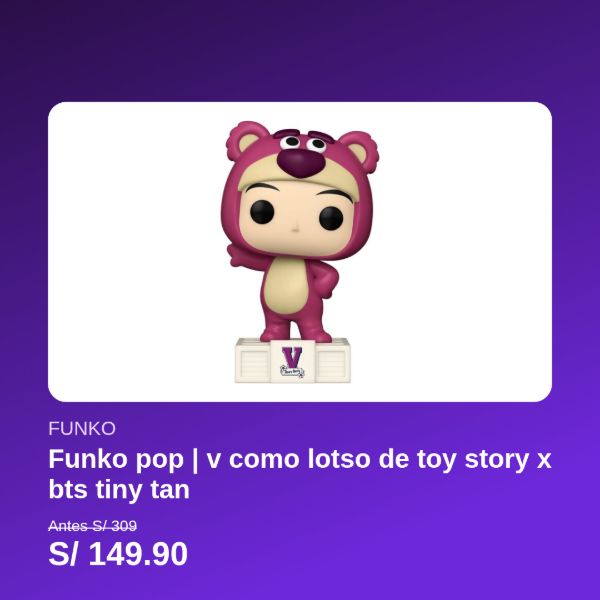 V
FUNKO
Funko pop | v como lotso de toy story x
bts tiny tan
Antes S/ 309
S/ 149.90